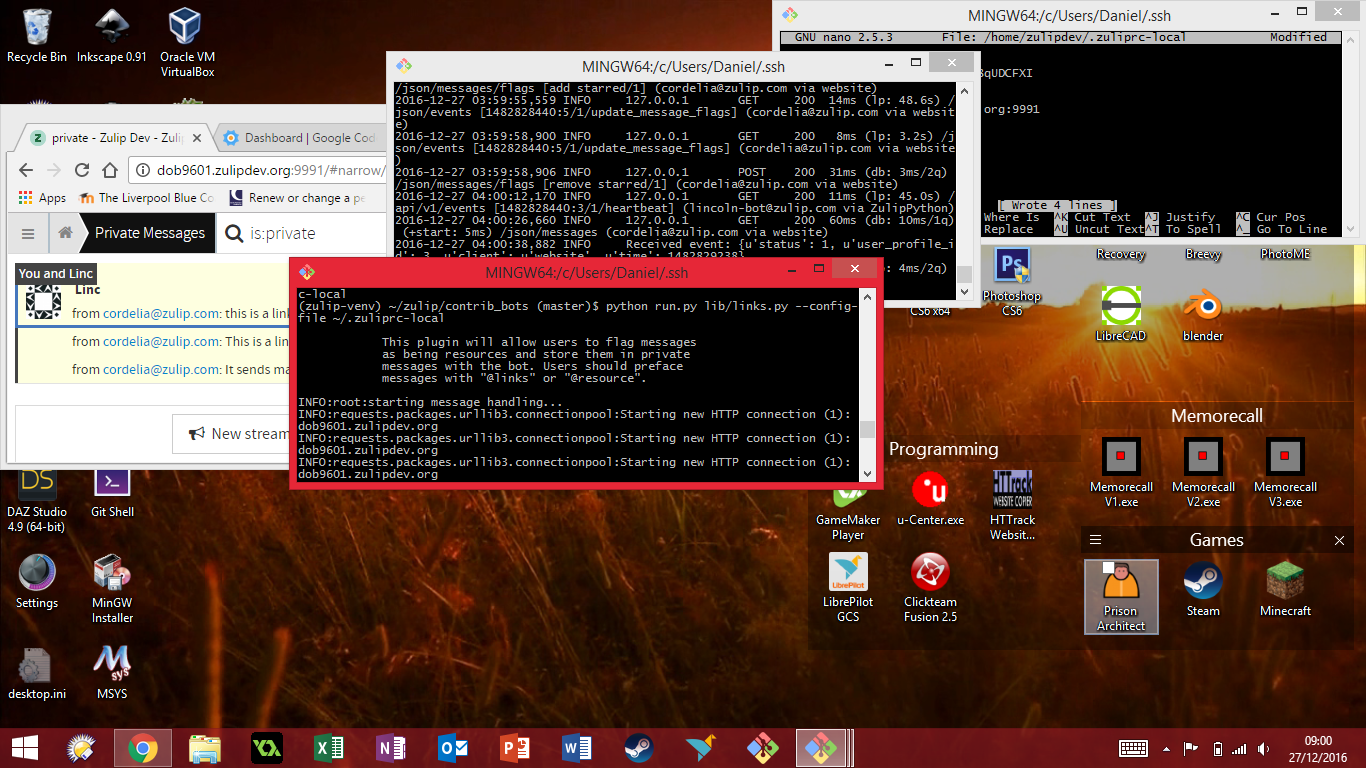 Recycle Bin
Inkscape 0.91
Oracle VM
VirtualBox
MINGW64:/c/Users/Daniel/.ssh
GNU nano 2.5.3 File: /home/zulipdev/.zuliprc-local Modified
qUDCFXI
org:9991
[ Wrote 4 lines ]
Where Is ^K Cut Text ^J Justify ^C Cur Pos
Replace ^U Uncut Text^T To Spell ^_ Go To Line
MINGW64:/c/Users/Daniel/.ssh
/json/messages/flags [add starred/1] (cordelia@zulip.com via website)
2016-12-27 03:59:55,559 INFO 127.0.0.1 GET 200 14ms (lp: 48.6s) /
json/events [1482828440:5/1/update_message_flags] (cordelia@zulip.com via websit
e)
2016-12-27 03:59:58,900 INFO 127.0.0.1 GET 200 8ms (lp: 3.2s) /j
son/events [1482828440:5/1/update_message_flags] (cordelia@zulip.com via website
)
2016-12-27 03:59:58,906 INFO 127.0.0.1 POST 200 31ms (db: 3ms/2q)
/json/messages/flags [remove starred/1] (cordelia@zulip.com via website)
2016-12-27 04:00:12,170 INFO 127.0.0.1 GET 200 11ms (lp: 45.0s) /
api/v1/events [1482828440:3/1/heartbeat] (lincoln-bot@zulip.com via ZulipPython)
2016-12-27 04:00:26,660 INFO 127.0.0.1 GET 200 60ms (db: 10ms/1q)
(+start: 5ms) /json/messages (cordelia@zulip.com via website)
2016-12-27 04:00:38,882 INFO Received event: {u'status': 1, u'user_profile_i
: 4ms/2q)
private - Zulip Dev - Zulip
Dashboard | Google Cod
dob9601.zulipdev.org:9991/#narrow/
Apps
The Liverpool Blue Co
Renew or change a pe
Private Messages
is:private
You and Linc
Linc
from cordelia@zulip.com: this is a link
from cordelia@zulip.com: This is a lin
from cordelia@zulip.com: It sends ma
New stream
MINGW64:/c/Users/Daniel/.ssh
c-local
(zulip-venv) ~/zulip/contrib_bots (master)$ python run.py lib/links.py --config-
file ~/.zuliprc-local
This plugin will allow users to flag messages
as being resources and store them in private
messages with the bot. Users should preface
messages with "@links" or "@resource".
INFO:root:starting message handling...
INFO:requests.packages.urllib3.connectionpool:Starting new HTTP connection (1):
dob9601.zulipdev.org
INFO:requests.packages.urllib3.connectionpool:Starting new HTTP connection (1):
dob9601.zulipdev.org
INFO:requests.packages.urllib3.connectionpool:Starting new HTTP connection (1):
dob9601.zulipdev.org
Recovery
Breevy
PhotoME
Ps
CS6 x64
Photoshop
CS6
LibreCAD
blender
Memorecall
Memorecall
V1.exe
Memorecall
V2.exe
Memorecall
V3.exe
Programming
GameMaker
Player
u-Center.exe
HTTrack
WEBSITE COPIER
HTTrack
Websit...
LibrePilot
LibrePilot
GCS
Clickteam
Fusion 2.5
Games
Prison
Architect
Steam
Minecraft
DS
DAZ Studio
4.9 (64-bit)
Git Shell
Settings
MinGW
Installer
desktop.ini
M
sys
MSYS
09:00
27/12/2016